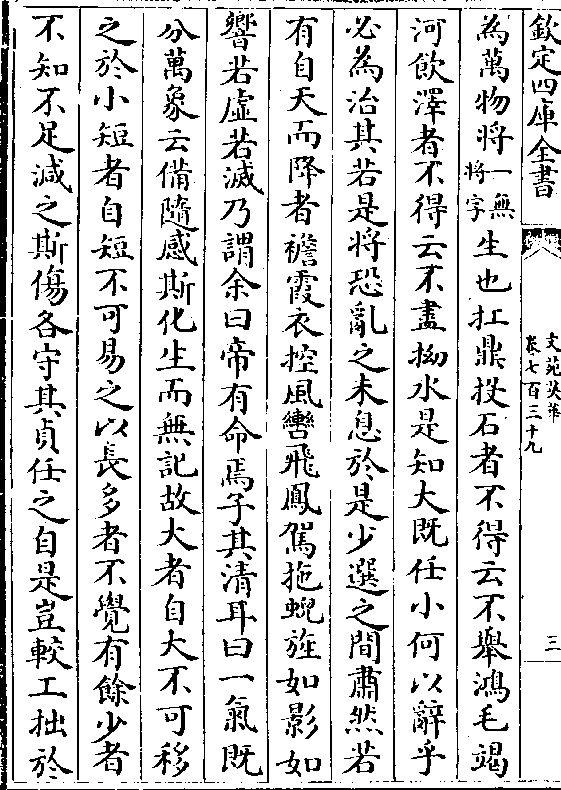 欽定四庫全書
文苑英華
卷七百三十九
三
為萬物將一無將字生也扛鼎投石者不得云不舉鴻毛竭
河飲澤者不得云不盡拗水是知大既任小何以辭乎
必為治其若是將恐亂之未息於是少選之間肅然若
有自天而降者襜霞衣控風轡飛鳳駕拖蜺旌如影如
響若虛若滅乃謂余曰帝有命焉子其清耳曰一氣既
分萬象云備隨感斯化生而無記故大者自大不可移
之於小短者自短不可易之以長多者不覺有餘少者
不知不足減之斯傷各守其貞任之自是豈較工拙於